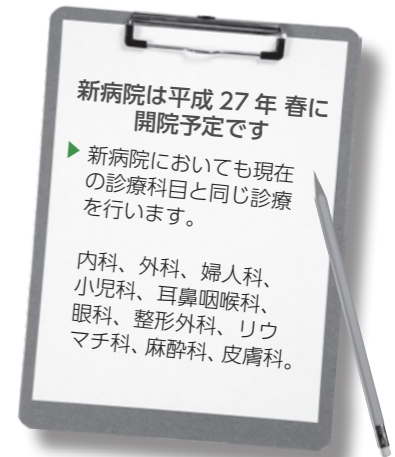 新病院は平成 27 年 春に
開院予定です
▶ 新病院においても現在
の診療科目と同じ診療
を行います。
内科、外科、婦人科、
小児科、耳鼻咽喉科、
眼科、整形外科、リウ
マチ科、麻酔科、皮膚科。